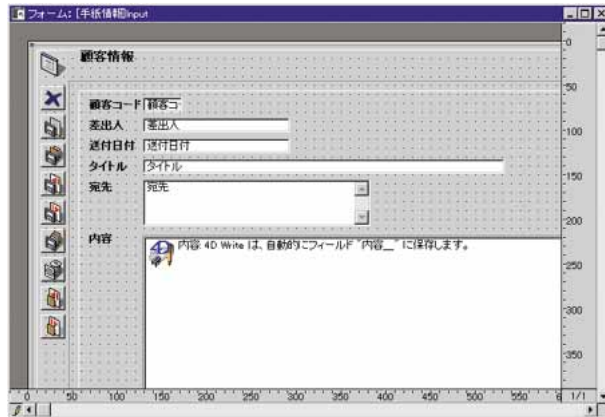 フォーム: [手紙情報]Input
顧客情報
顧客コード 顧客コ
差出人 差出人
送付日付 送付日付
タイトル タイトル
宛先 宛先
内容 内容 4D Write は、自動的にフィールド "内容__" に保存します。
0
50
100
150
200
250
300
350
0 50 100 150 200 250 300 350 400 450 500 550 6 1/1